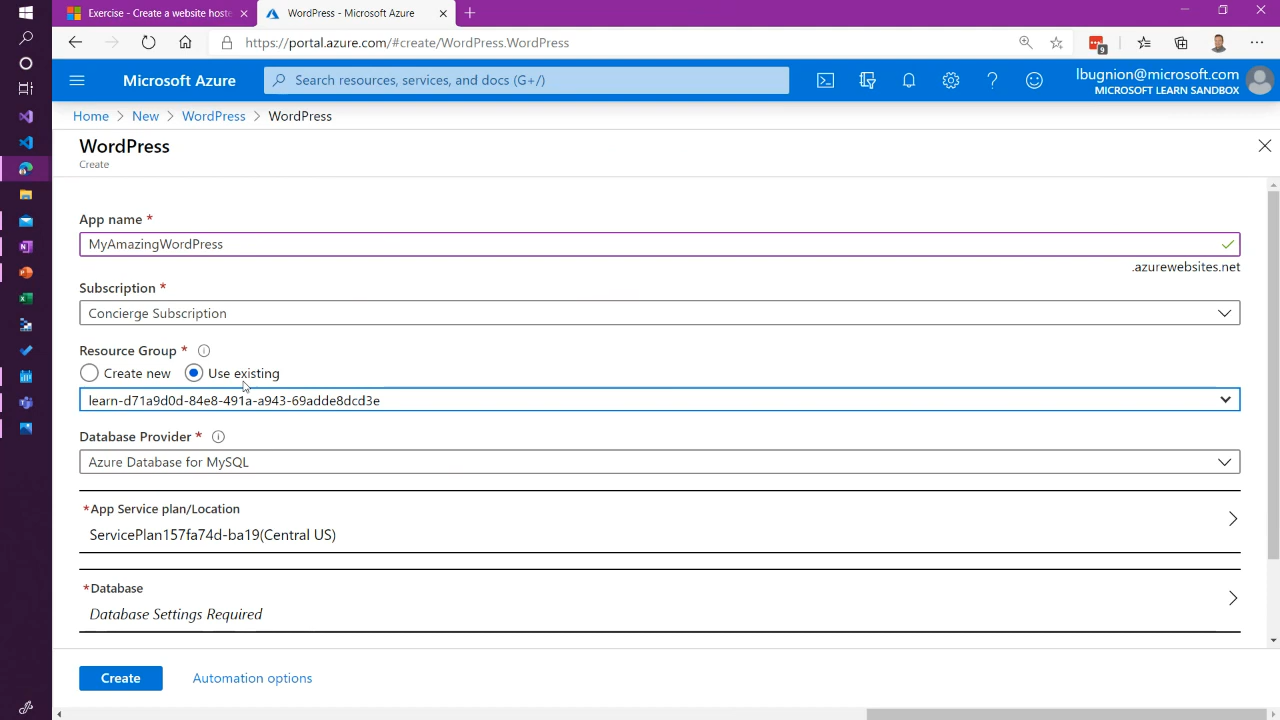 Exercise - Create a website hoste
WordPress - Microsoft Azure
https://portal.azure.com/#create/WordPress.WordPress
9
Microsoft Azure
Search resources, services, and docs (G+/)
lbugnion@microsoft.com
MICROSOFT LEARN SANDBOX
Home > New > WordPress > WordPress
WordPress
Create
App name *
MyAmazingWordPress
.azurewebsites.net
Subscription *
Concierge Subscription
Resource Group *
Create new Use existing
learn-d71a9d0d-84e8-491a-a943-69adde8dcd3e
Database Provider *
Azure Database for MySQL
*App Service plan/Location
ServicePlan157fa74d-ba19(Central US)
*Database
Database Settings Required
Create Automation options